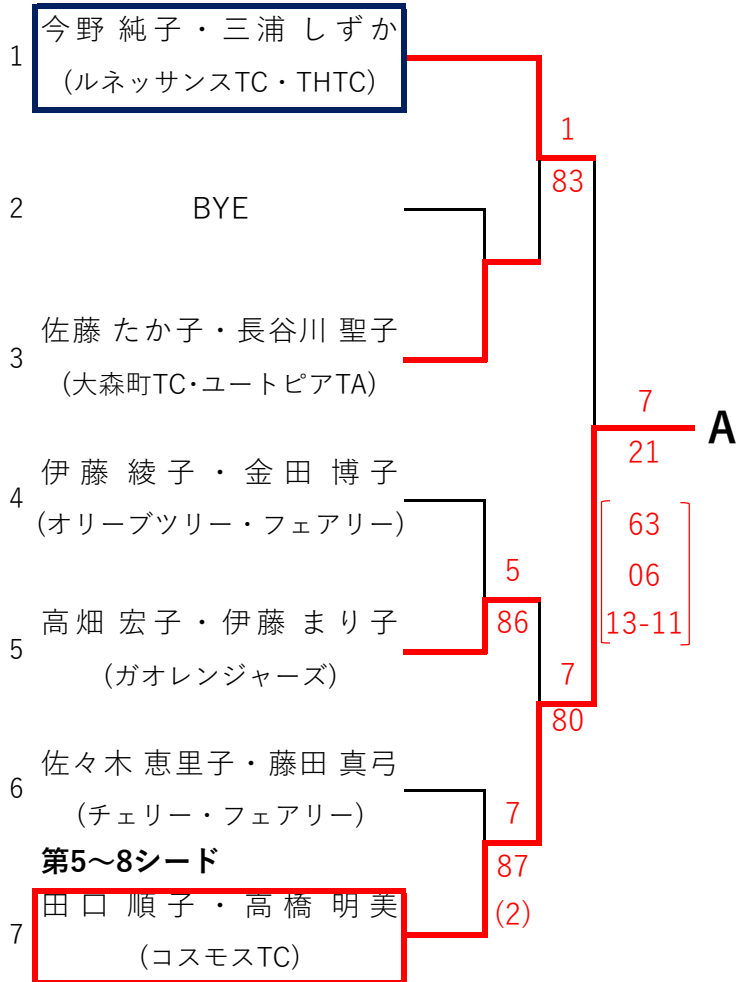 今野 純子・三浦 しずか
1
(ルネッサンスTC・THTC)
1
83
2
BYE
佐藤 たか子・長谷川 聖子
3
(大森町TC・ユートピアTA)
7
A
21
伊藤 綾子・金田 博子
4
(オリーブツリー・フェアリー)
63
06
13-11
5
86
高畑 宏子・伊藤 まり子
5
(ガオレンジャーズ)
7
80
佐々木 恵里子・藤田 真弓
6
(チェリー・フェアリー)
7
87
(2)
第5～8シード
田口 順子・高橋 明美
7
(コスモスTC)